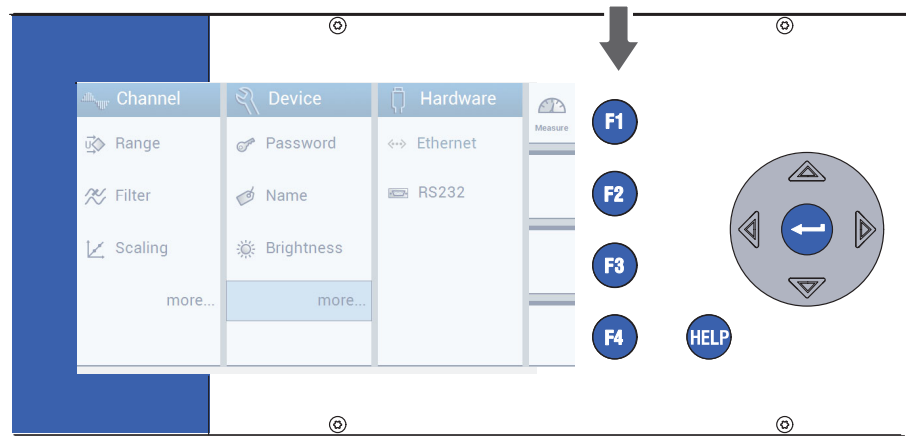 Channel
Range
Filter
Scaling
more...
Device
Password
Name
Brightness
more...
Hardware
Ethernet
RS232
Measure
F1
F2
F3
F4
HELP